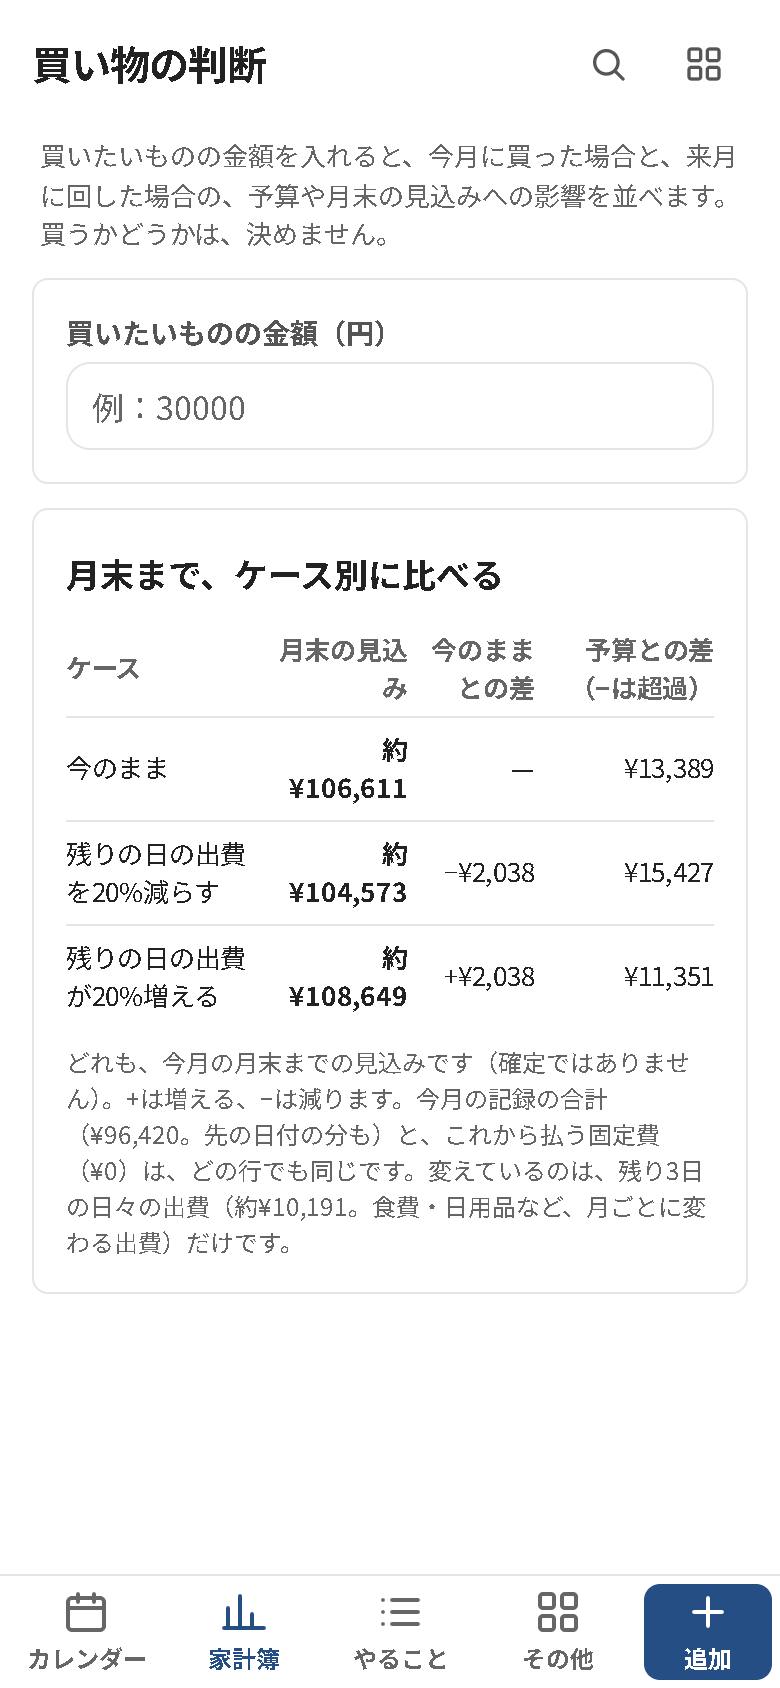 買い物の判断
買いたいものの金額を入れると、今月に買った場合と、来月
に回した場合の、予算や月末の見込みへの影響を並べます。
買うかどうかは、決めません。
買いたいものの金額（円）
例：30000
月末まで、ケース別に比べる
ケース
月末の見込
み
今のまま
との差
予算との差
（−は超過）
今のまま
約
¥106,611
—
¥13,389
残りの日の出費
を20%減らす
約
¥104,573
−¥2,038
¥15,427
残りの日の出費
が20%増える
約
¥108,649
+¥2,038
¥11,351
どれも、今月の月末までの見込みです（確定ではありませ
ん）。+は増える、−は減ります。今月の記録の合計
（¥96,420。先の日付の分も）と、これから払う固定費
（¥0）は、どの行でも同じです。変えているのは、残り3日
の日々の出費（約¥10,191。食費・日用品など、月ごとに変
わる出費）だけです。
カレンダー
家計簿
やること
その他
追加